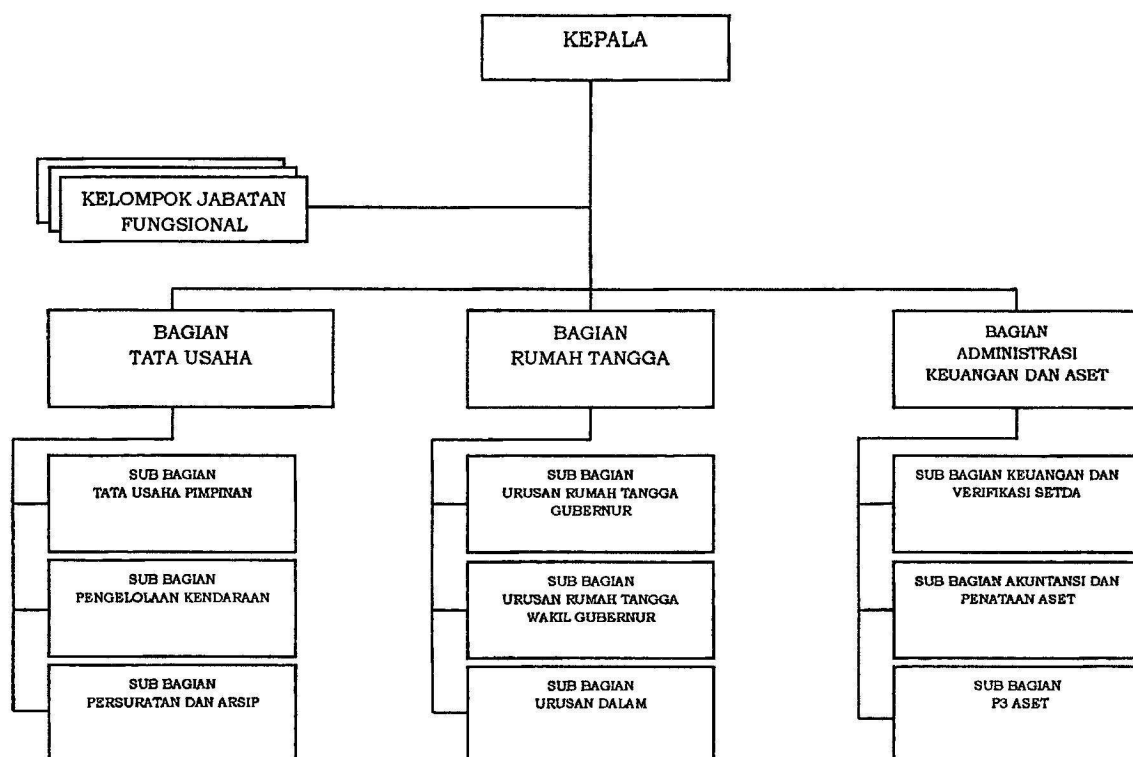 KEPALA
KELOMPOK JABATAN
FUNGSIONAL
BAGIAN
TATA USAHA
BAGIAN
RUMAH TANGGA
BAGIAN
ADMINISTRASI
KEUANGAN DAN ASET
SUB BAGIAN
TATA USAHA PIMPINAN
SUB BAGIAN
PENGELOLAAN KENDARAAN
SUB BAGIAN
PERSURATAN DAN ARSIP
SUB BAGIAN
URUSAN RUMAH TANGGA
GUBERNUR
SUB BAGIAN
URUSAN RUMAH TANGGA
WAKIL GUBERNUR
SUB BAGIAN
URUSAN DALAM
SUB BAGIAN KEUANGAN DAN
VERIFIKASI SETDA
SUB BAGIAN AKUNTANSI DAN
PENATAAN ASET
SUB BAGIAN
P3 ASET